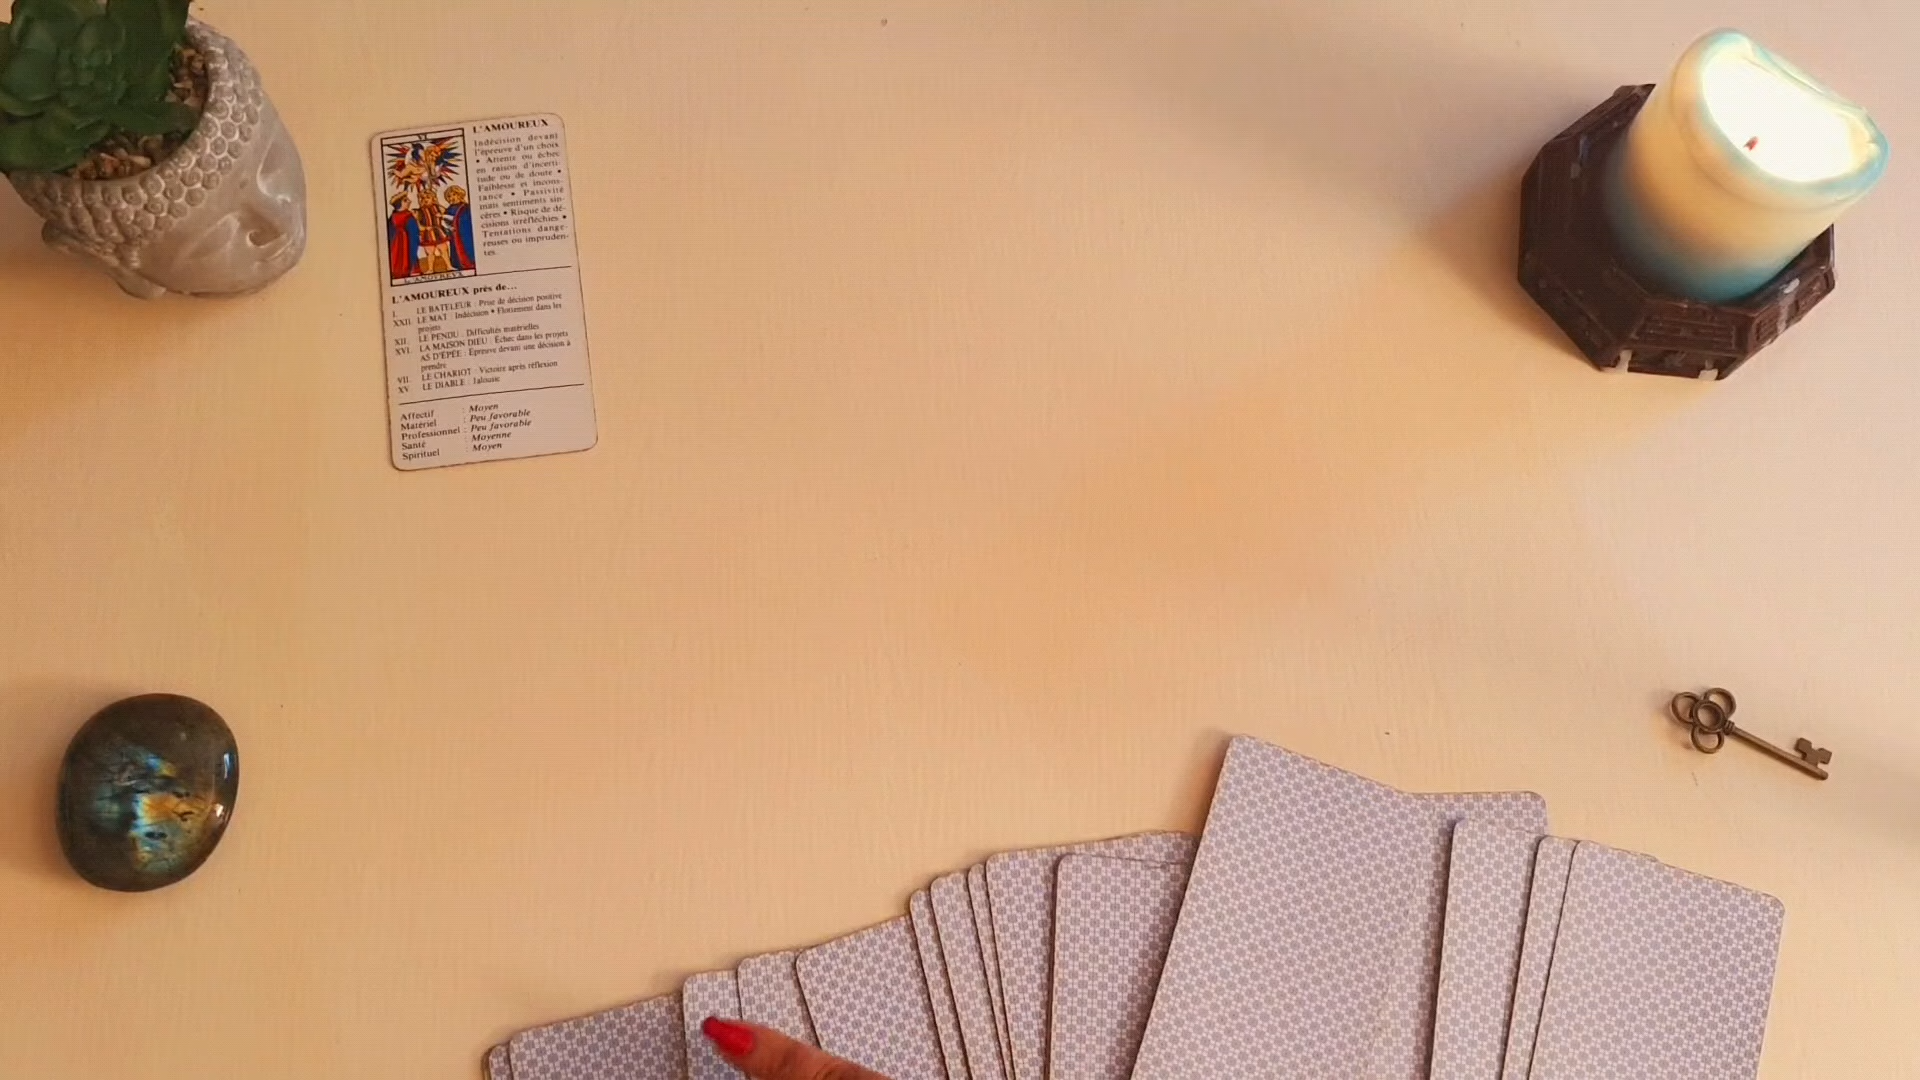 VI
L'AMOUREUX
Indécision devant
l'épreuve d'un choix
• Attente ou échec
en raison d'incerti-
tude ou de doute •
Faiblesse et incons-
tance • Passivité
mais sentiments sin-
cères • Risque de dé-
cisions irréfléchies •
Tentations dange-
reuses ou impruden-
tes.
L'AMOUREUX
L'AMOUREUX près de...
I. LE BATELEUR : Prise de décision positive
XXII. LE MAT : Indécision • Flottement dans les
projets
XII. LE PENDU : Difficultés matérielles
XVI. LA MAISON DIEU : Échec dans les projets
AS D'ÉPÉE : Épreuve devant une décision à
prendre
VII. LE CHARIOT : Victoire après réflexion
XV. LE DIABLE : Jalousie
Affectif : Moyen
Matériel : Peu favorable
Professionnel : Peu favorable
Santé : Moyenne
Spirituel : Moyen